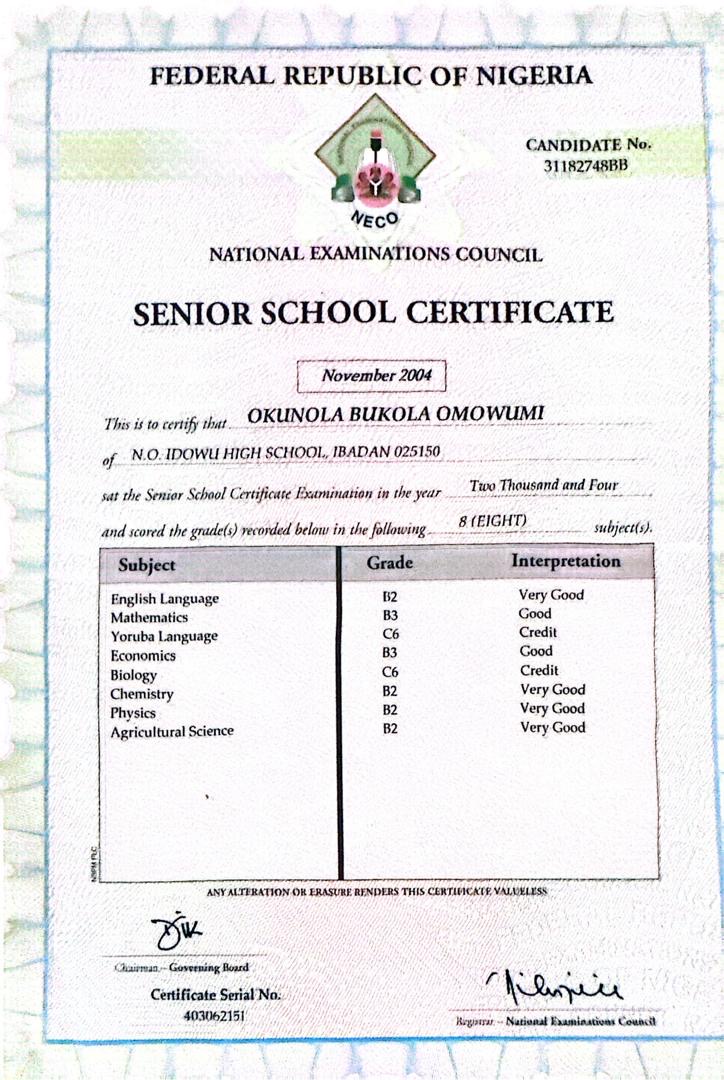 FEDERAL REPUBLIC OF NIGERIA
NECO
CANDIDATE No.
31182748BB
NATIONAL EXAMINATIONS COUNCIL
SENIOR SCHOOL CERTIFICATE
November 2004
This is to certify that OKUNOLA BUKOLA OMOWUMI
of N.O. IDOWU HIGH SCHOOL, IBADAN 025150
sat the Senior School Certificate Examination in the year Two Thousand and Four
and scored the grade(s) recorded below in the following 8 (EIGHT) subject(s).
Subject Grade Interpretation
English Language B2 Very Good
Mathematics B3 Good
Yoruba Language C6 Credit
Economics B3 Good
Biology C6 Credit
Chemistry B2 Very Good
Physics B2 Very Good
Agricultural Science B2 Very Good
ANY ALTERATION OR ERASURE RENDERS THIS CERTIFICATE VALUELESS
Chairman – Governing Board
Certificate Serial No.
403062151
Registrar – National Examinations Council